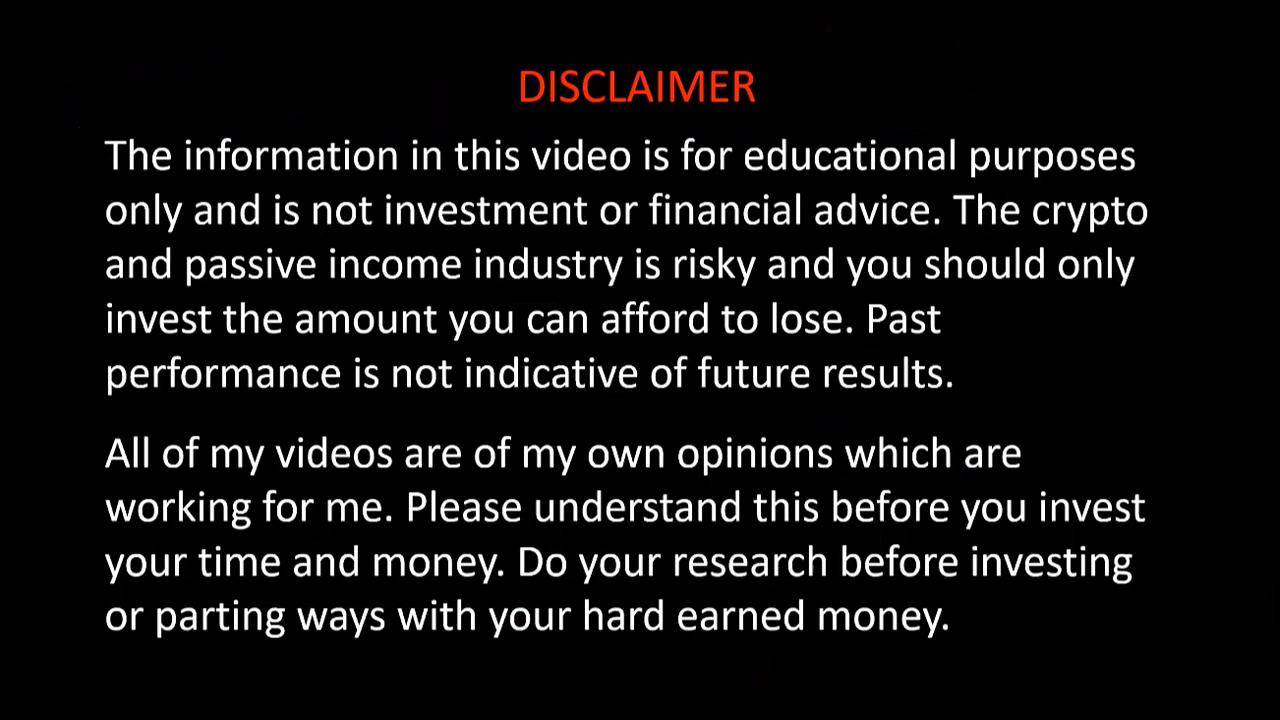 DISCLAIMER
The information in this video is for educational purposes
only and is not investment or financial advice. The crypto
and passive income industry is risky and you should only
invest the amount you can afford to lose. Past
performance is not indicative of future results.
All of my videos are of my own opinions which are
working for me. Please understand this before you invest
your time and money. Do your research before investing
or parting ways with your hard earned money.